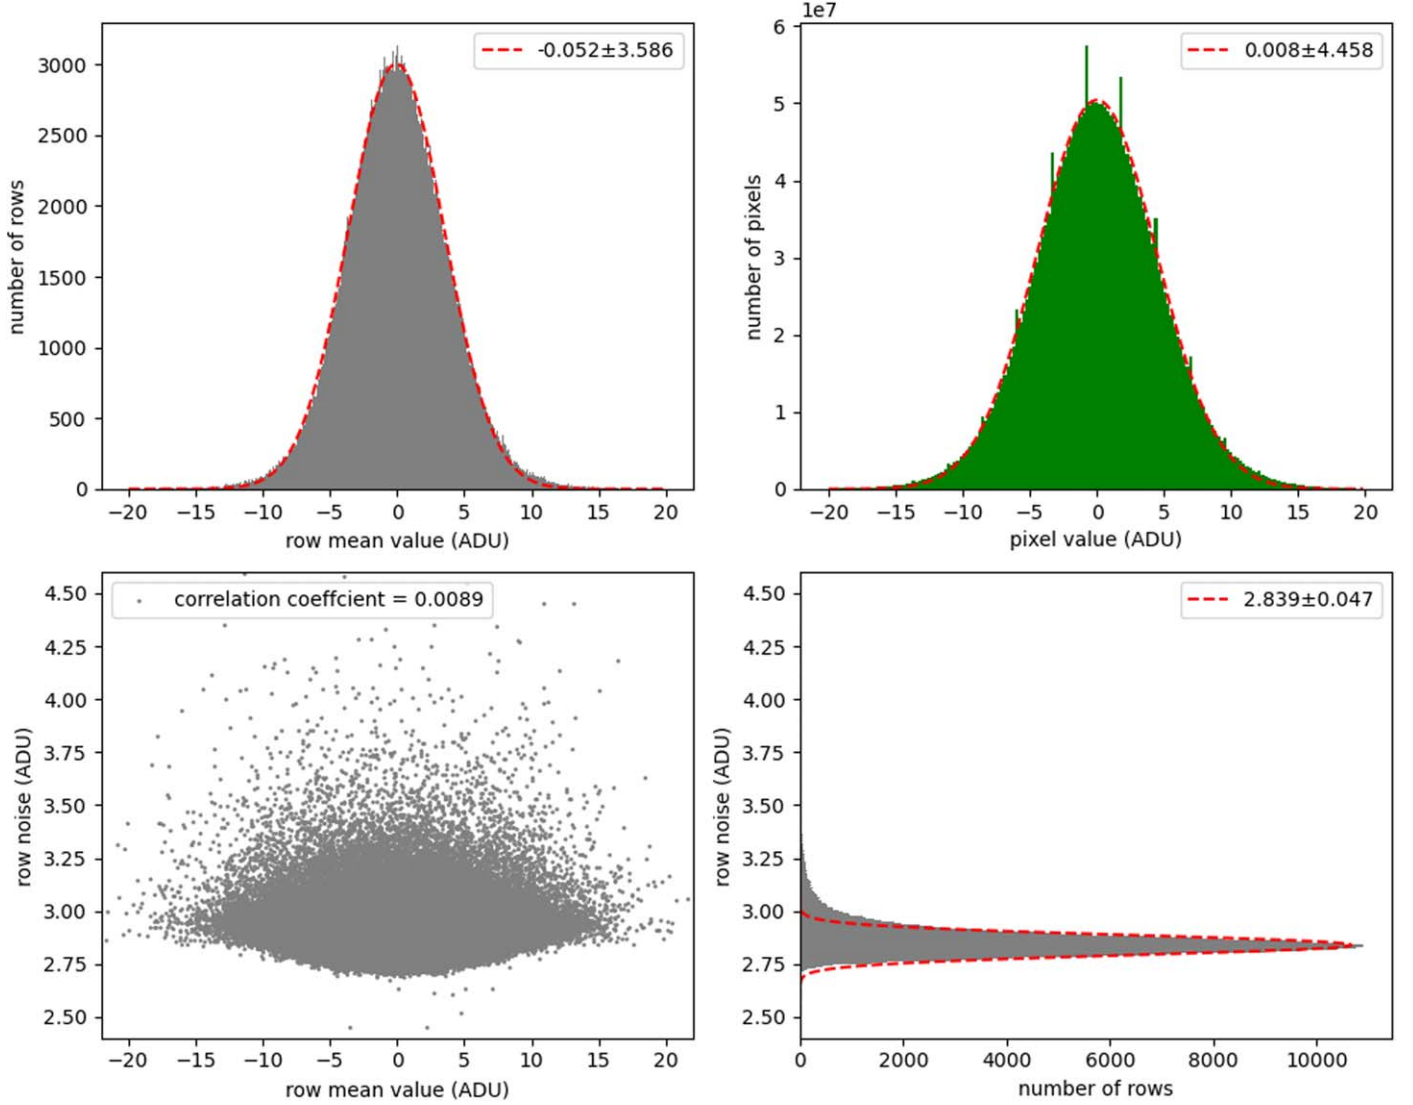 -0.052±3.586
3000
2500
2000
1500
1000
500
0
number of rows
−20 −15 −10 −5 0 5 10 15 20
row mean value (ADU)
1e7
0.008±4.458
6
5
4
3
2
1
0
number of pixels
−20 −15 −10 −5 0 5 10 15 20
pixel value (ADU)
correlation coeffcient = 0.0089
4.50
4.25
4.00
3.75
3.50
3.25
3.00
2.75
2.50
row noise (ADU)
−20 −15 −10 −5 0 5 10 15 20
row mean value (ADU)
2.839±0.047
4.50
4.25
4.00
3.75
3.50
3.25
3.00
2.75
2.50
row noise (ADU)
0 2000 4000 6000 8000 10000
number of rows